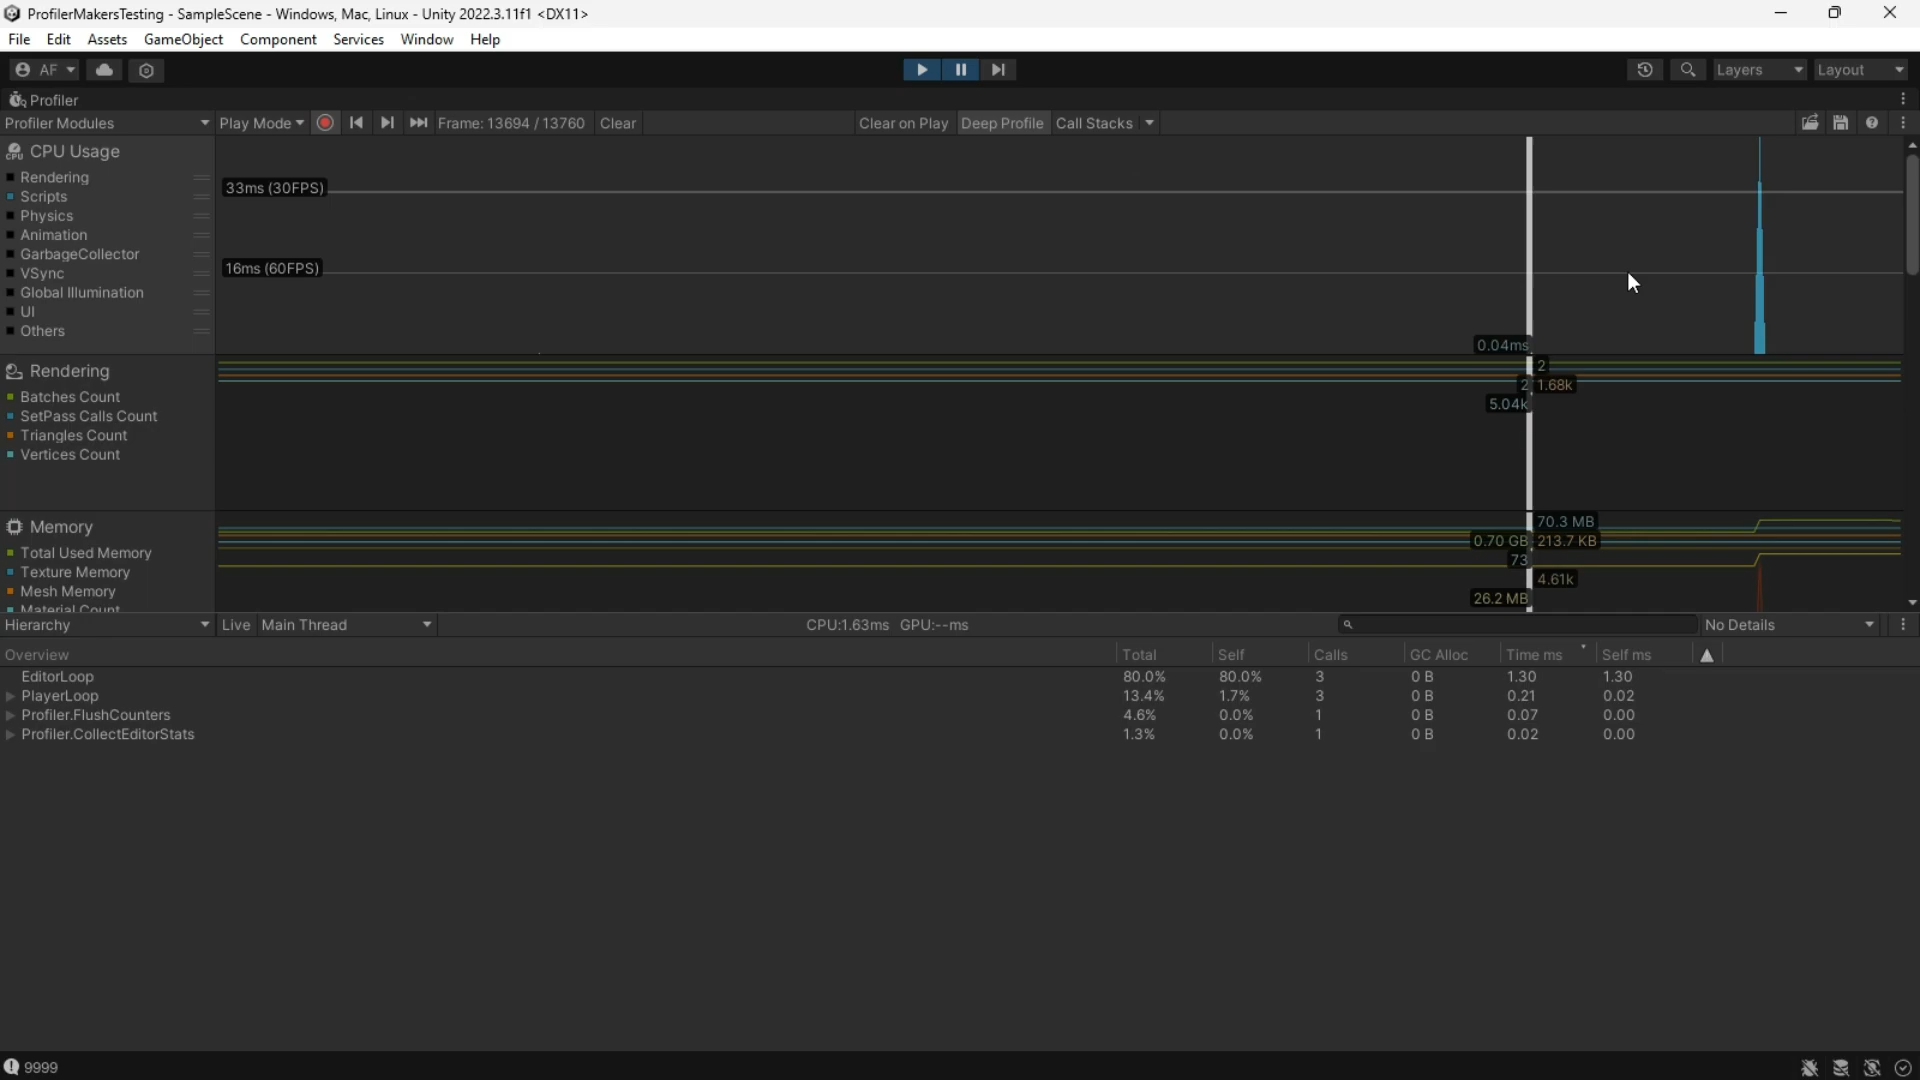 ProfilerMakersTesting - SampleScene - Windows, Mac, Linux - Unity 2022.3.11f1 <DX11>
File Edit Assets GameObject Component Services Window Help
AF Layers Layout
Profiler
Profiler Modules Play Mode Frame: 13694 / 13760 Clear Clear on Play Deep Profile Call Stacks
CPU Usage
Rendering
Scripts
Physics
Animation
GarbageCollector
VSync
Global Illumination
UI
Others
33ms (30FPS)
16ms (60FPS)
0.04ms
Rendering
Batches Count
SetPass Calls Count
Triangles Count
Vertices Count
2
2 1.68k
5.04k
Memory
Total Used Memory
Texture Memory
Mesh Memory
Material Count
70.3 MB
0.70 GB 213.7 KB
73
4.61k
26.2 MB
Hierarchy Live Main Thread CPU:1.63ms GPU:--ms No Details
Overview Total Self Calls GC Alloc Time ms Self ms
EditorLoop 80.0% 80.0% 3 0 B 1.30 1.30
PlayerLoop 13.4% 1.7% 3 0 B 0.21 0.02
Profiler.FlushCounters 4.6% 0.0% 1 0 B 0.07 0.00
Profiler.CollectEditorStats 1.3% 0.0% 1 0 B 0.02 0.00
9999